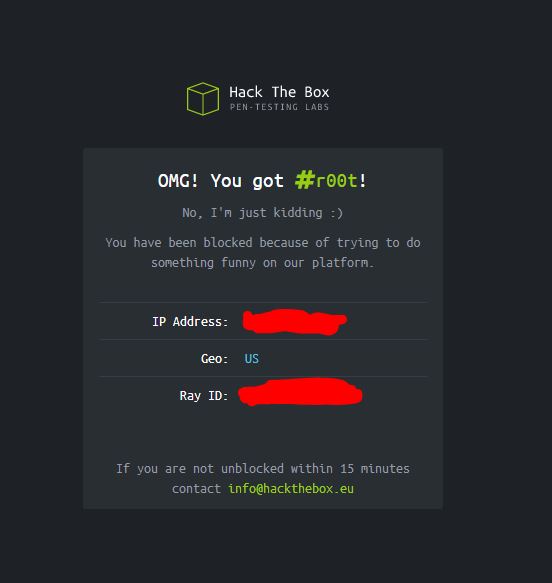 Hack The Box
PEN-TESTING LABS
OMG! You got #r00t!
No, I'm just kidding :)
You have been blocked because of trying to do
something funny on our platform.
IP Address:
Geo: US
Ray ID:
If you are not unblocked within 15 minutes
contact info@hackthebox.eu